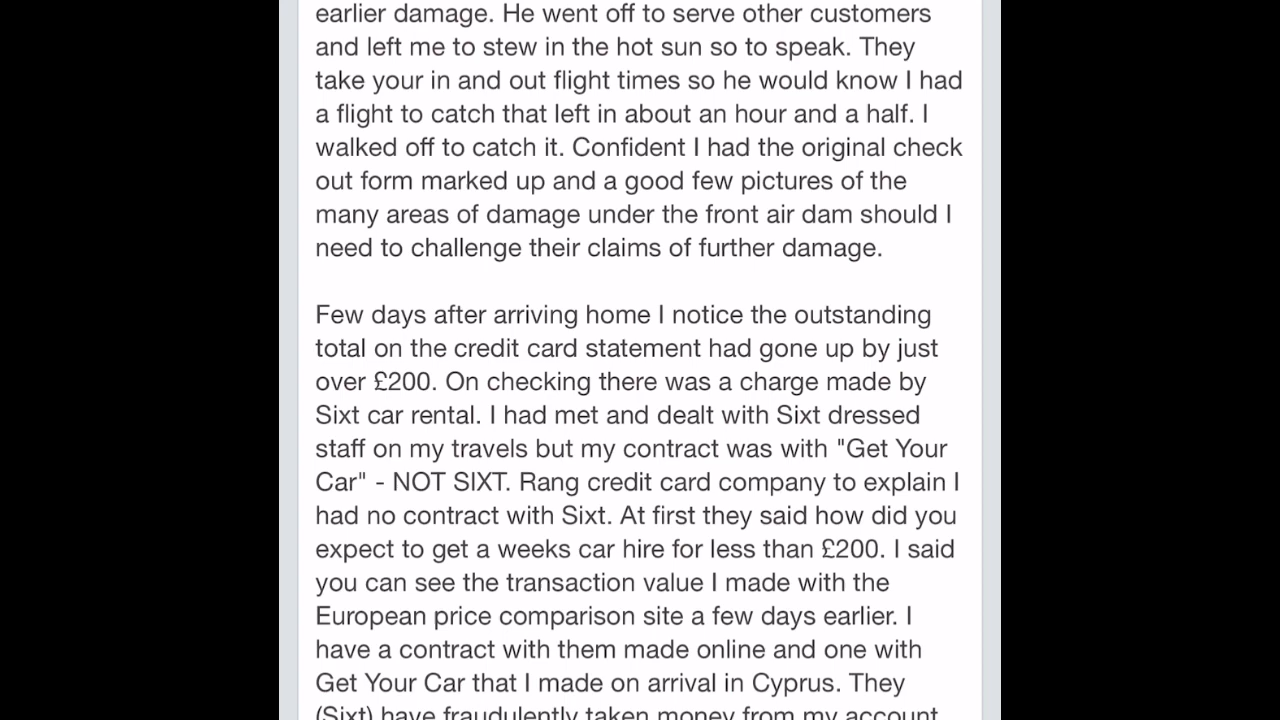 earlier damage. He went off to serve other customers
and left me to stew in the hot sun so to speak. They
take your in and out flight times so he would know I had
a flight to catch that left in about an hour and a half. I
walked off to catch it. Confident I had the original check
out form marked up and a good few pictures of the
many areas of damage under the front air dam should I
need to challenge their claims of further damage.
Few days after arriving home I notice the outstanding
total on the credit card statement had gone up by just
over £200. On checking there was a charge made by
Sixt car rental. I had met and dealt with Sixt dressed
staff on my travels but my contract was with "Get Your
Car" - NOT SIXT. Rang credit card company to explain I
had no contract with Sixt. At first they said how did you
expect to get a weeks car hire for less than £200. I said
you can see the transaction value I made with the
European price comparison site a few days earlier. I
have a contract with them made online and one with
Get Your Car that I made on arrival in Cyprus. They
(Sixt) have fraudulently taken money from my account